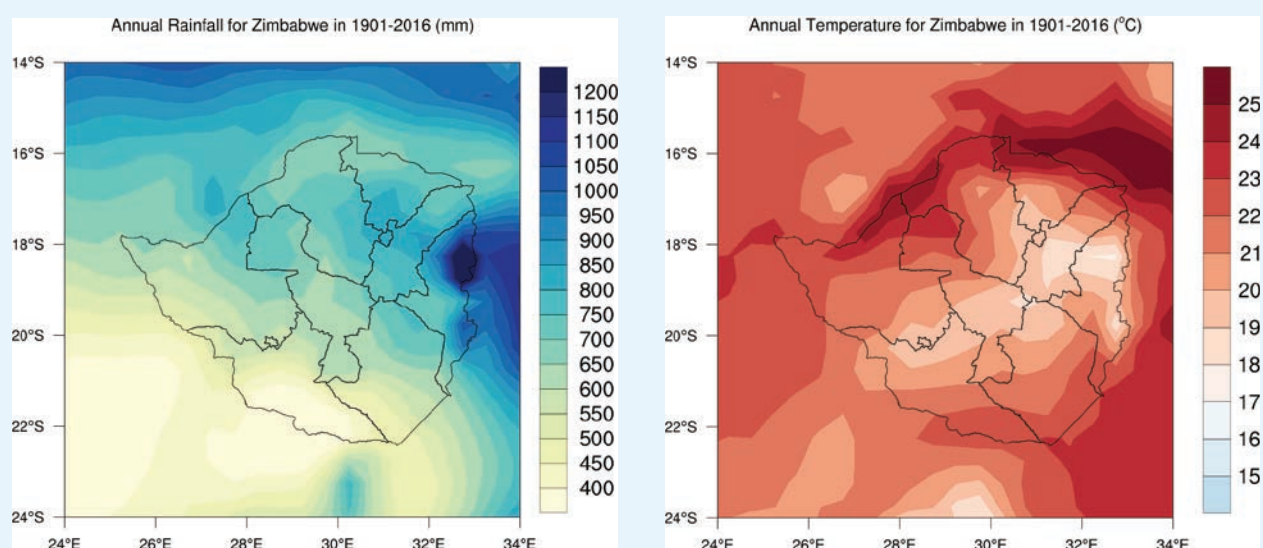 Annual Rainfall for Zimbabwe in 1901-2016 (mm)
14°S
16°S
18°S
20°S
22°S
24°S
24°E
26°E
28°E
30°E
32°E
34°E
1200
1150
1100
1050
1000
950
900
850
800
700
650
600
550
500
450
400
Annual Temperature for Zimbabwe in 1901-2016 (°C)
14°S
16°S
18°S
20°S
22°S
24°S
24°E
26°E
28°E
30°E
32°E
34°E
25
24
23
22
21
20
19
18
17
16
15